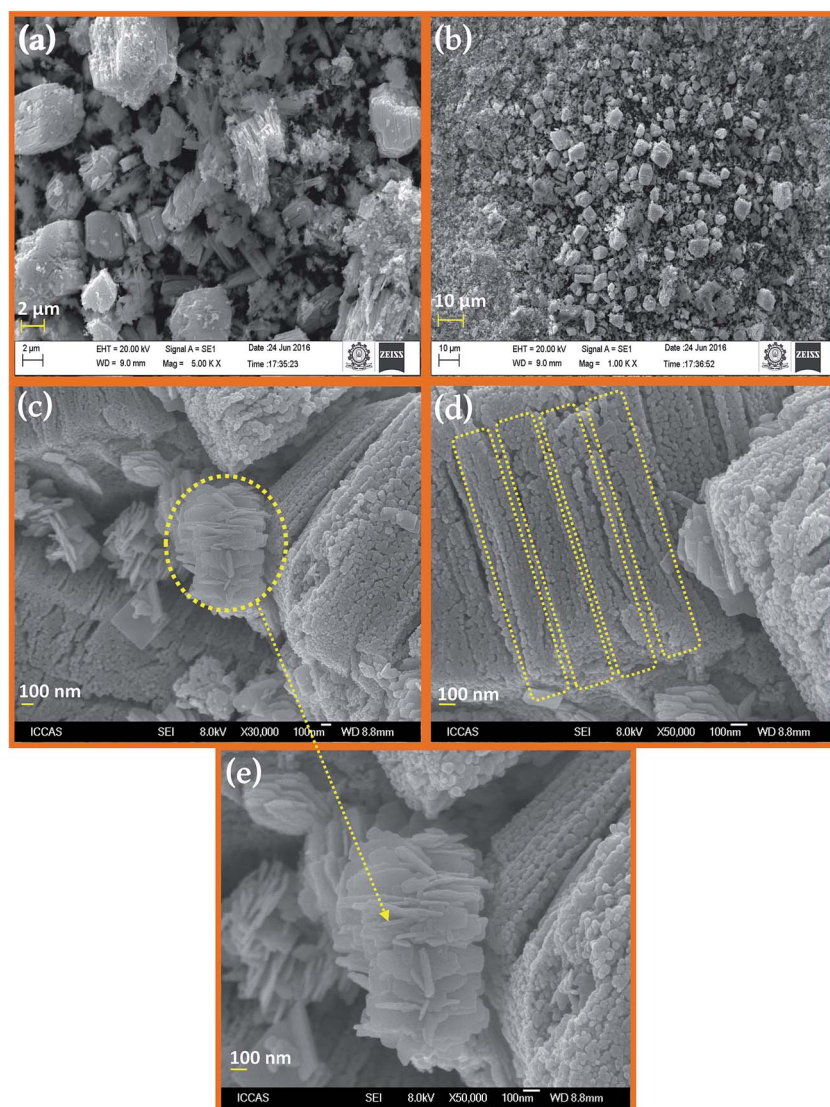 (a)
2 μm
2 μm
EHT = 20.00 kV Signal A = SE1 Date :24 Jun 2016
WD = 9.0 mm Mag = 5.00 K X Time :17:35:23
ZEISS
(b)
10 μm
10 μm
EHT = 20.00 kV Signal A = SE1 Date :24 Jun 2016
WD = 9.0 mm Mag = 1.00 K X Time :17:36:52
ZEISS
(c)
100 nm
ICCAS SEI 8.0kV X30,000 100nm WD 8.8mm
(d)
100 nm
ICCAS SEI 8.0kV X50,000 100nm WD 8.8mm
(e)
100 nm
ICCAS SEI 8.0kV X50,000 100nm WD 8.8mm